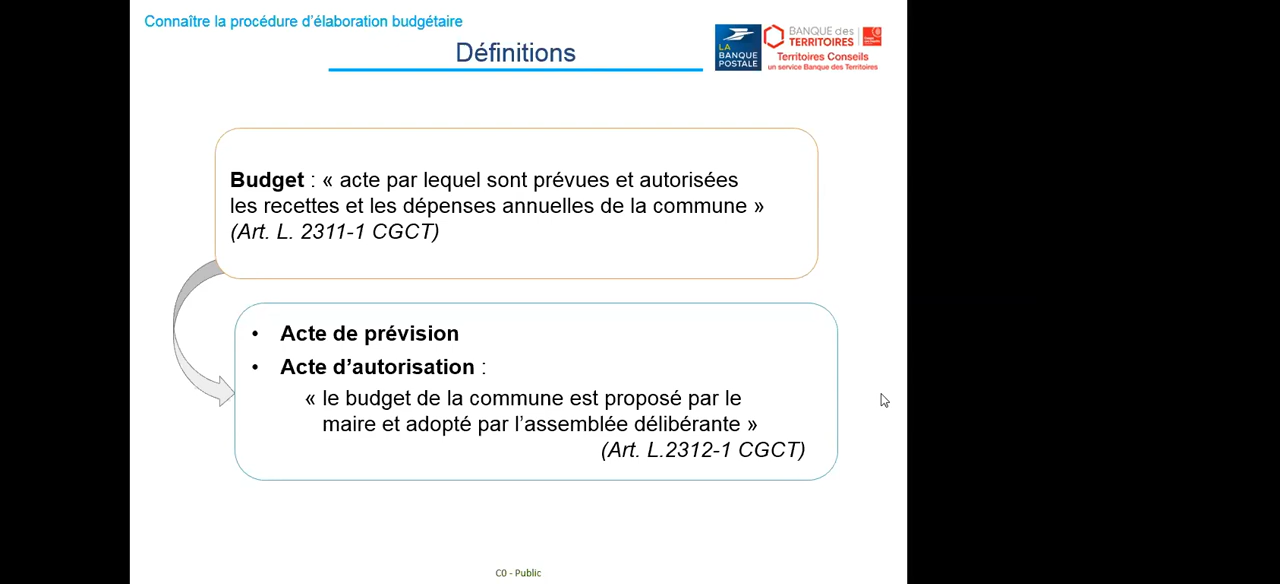 Connaître la procédure d'élaboration budgétaire
Définitions
LA
BANQUE
POSTALE
BANQUE des
TERRITOIRES
Territoires Conseils
un service Banque des Territoires
Budget : « acte par lequel sont prévues et autorisées
les recettes et les dépenses annuelles de la commune »
(Art. L. 2311-1 CGCT)
• Acte de prévision
• Acte d'autorisation :
« le budget de la commune est proposé par le
maire et adopté par l'assemblée délibérante »
(Art. L.2312-1 CGCT)
C0 - Public